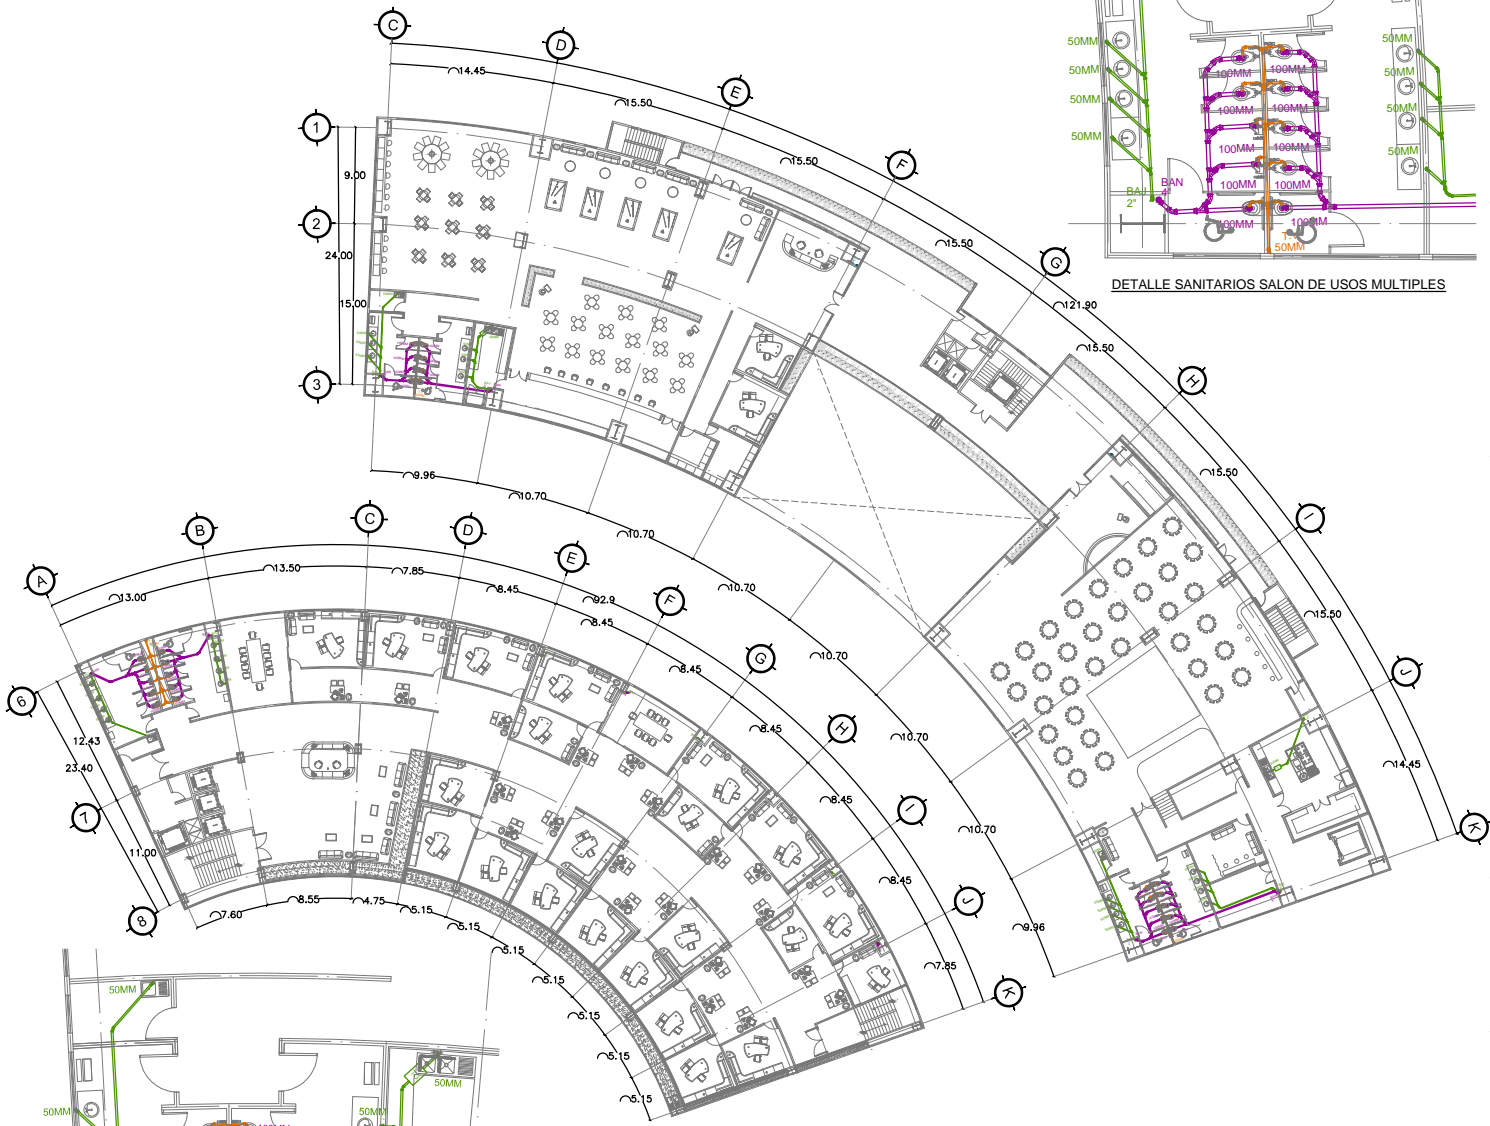 C
D
14.45
15.50
E
15.50
F
15.50
G
121.90
15.50
H
15.50
I
15.50
J
14.45
K
1
9.00
2
24.00
15.00
3
9.96
10.70
10.70
10.70
10.70
10.70
10.70
9.96
50MM
50MM
50MM
50MM
50MM
50MM
50MM
50MM
100MM
100MM
100MM
100MM
100MM
100MM
100MM
100MM
100MM
100MM
BAJ
2"
BAN
4"
50MM
DETALLE SANITARIOS SALON DE USOS MULTIPLES
A
B
C
D
E
F
G
H
I
J
K
13.00
13.50
7.85
8.45
92.9
8.45
8.45
8.45
8.45
8.45
7.85
6
12.43
23.40
7
11.00
8
7.60
8.55
4.75
5.15
5.15
5.15
5.15
5.15
5.15
5.15
50MM
50MM
50MM
50MM
100MM